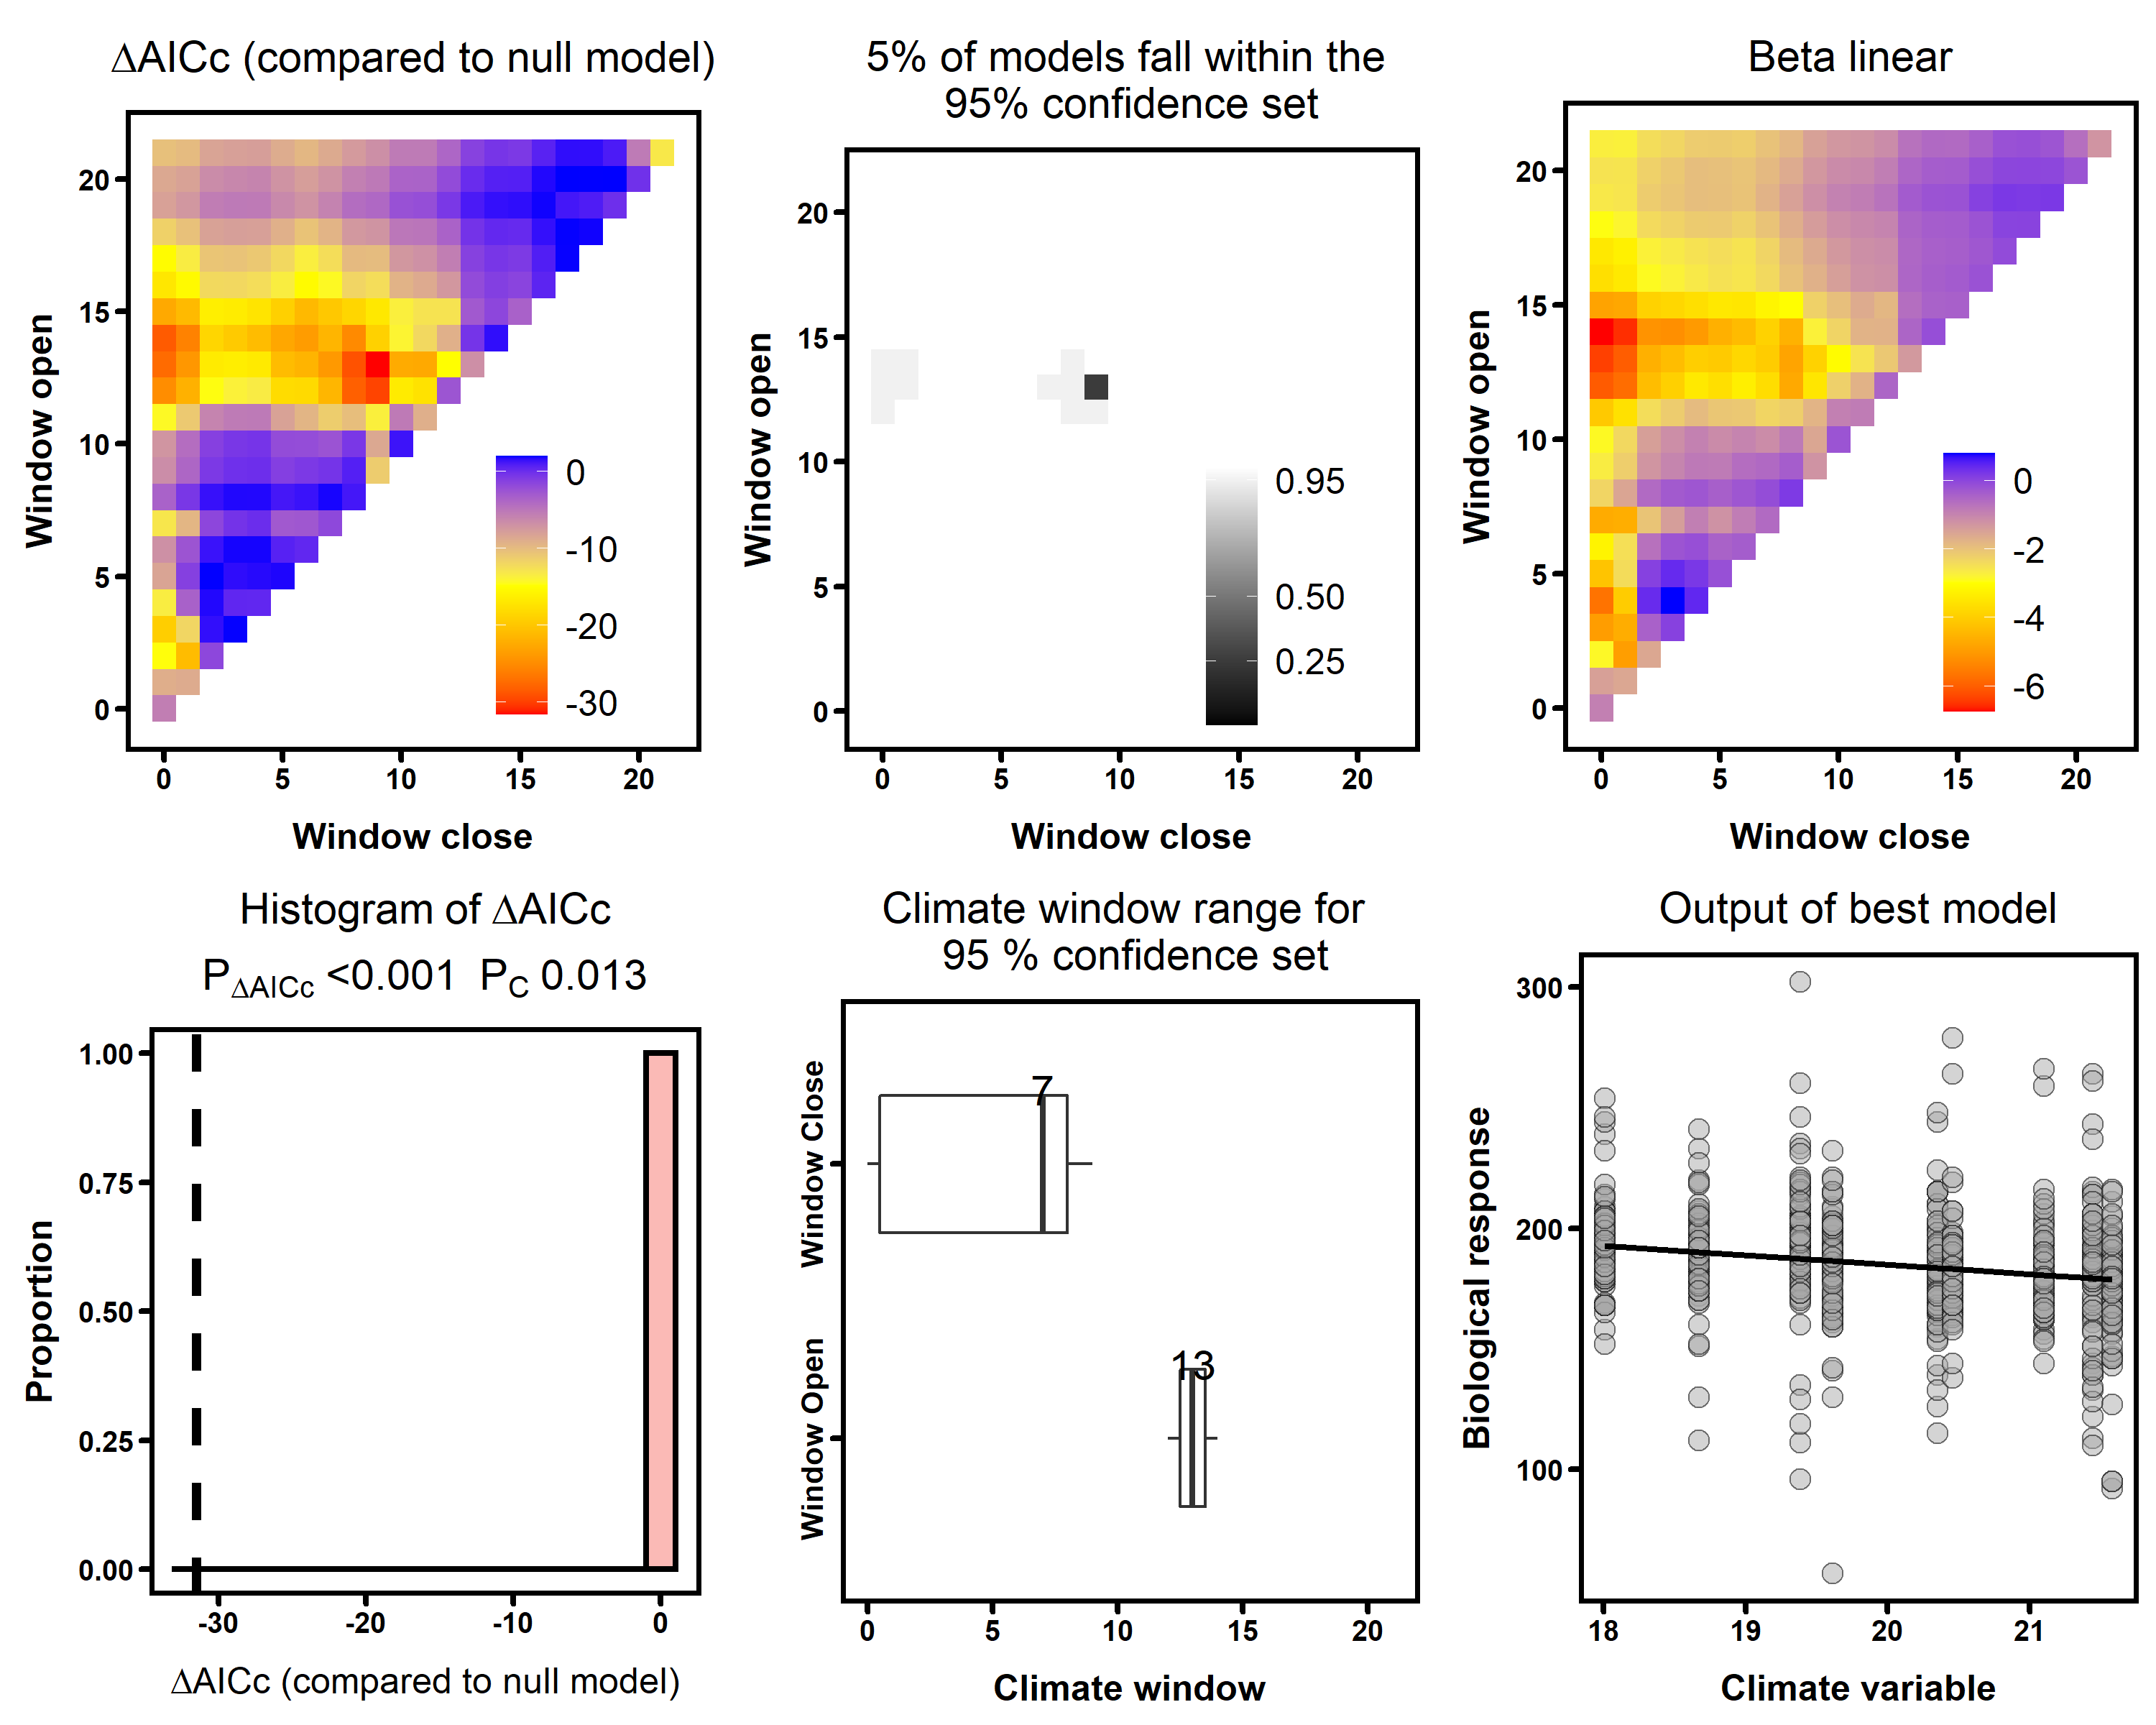 ΔAICc (compared to null model)
Window open
20
15
10
5
0
0
-10
-20
-30
0 5 10 15 20
Window close
5% of models fall within the
95% confidence set
Window open
20
15
10
5
0
0.95
0.50
0.25
0 5 10 15 20
Window close
Beta linear
Window open
20
15
10
5
0
0
-2
-4
-6
0 5 10 15 20
Window close
Histogram of ΔAICc
PΔAICc <0.001 PC 0.013
Proportion
1.00
0.75
0.50
0.25
0.00
-30 -20 -10 0
ΔAICc (compared to null model)
Climate window range for
95 % confidence set
Window Close
7
Window Open
13
0 5 10 15 20
Climate window
Output of best model
Biological response
300
200
100
18 19 20 21
Climate variable